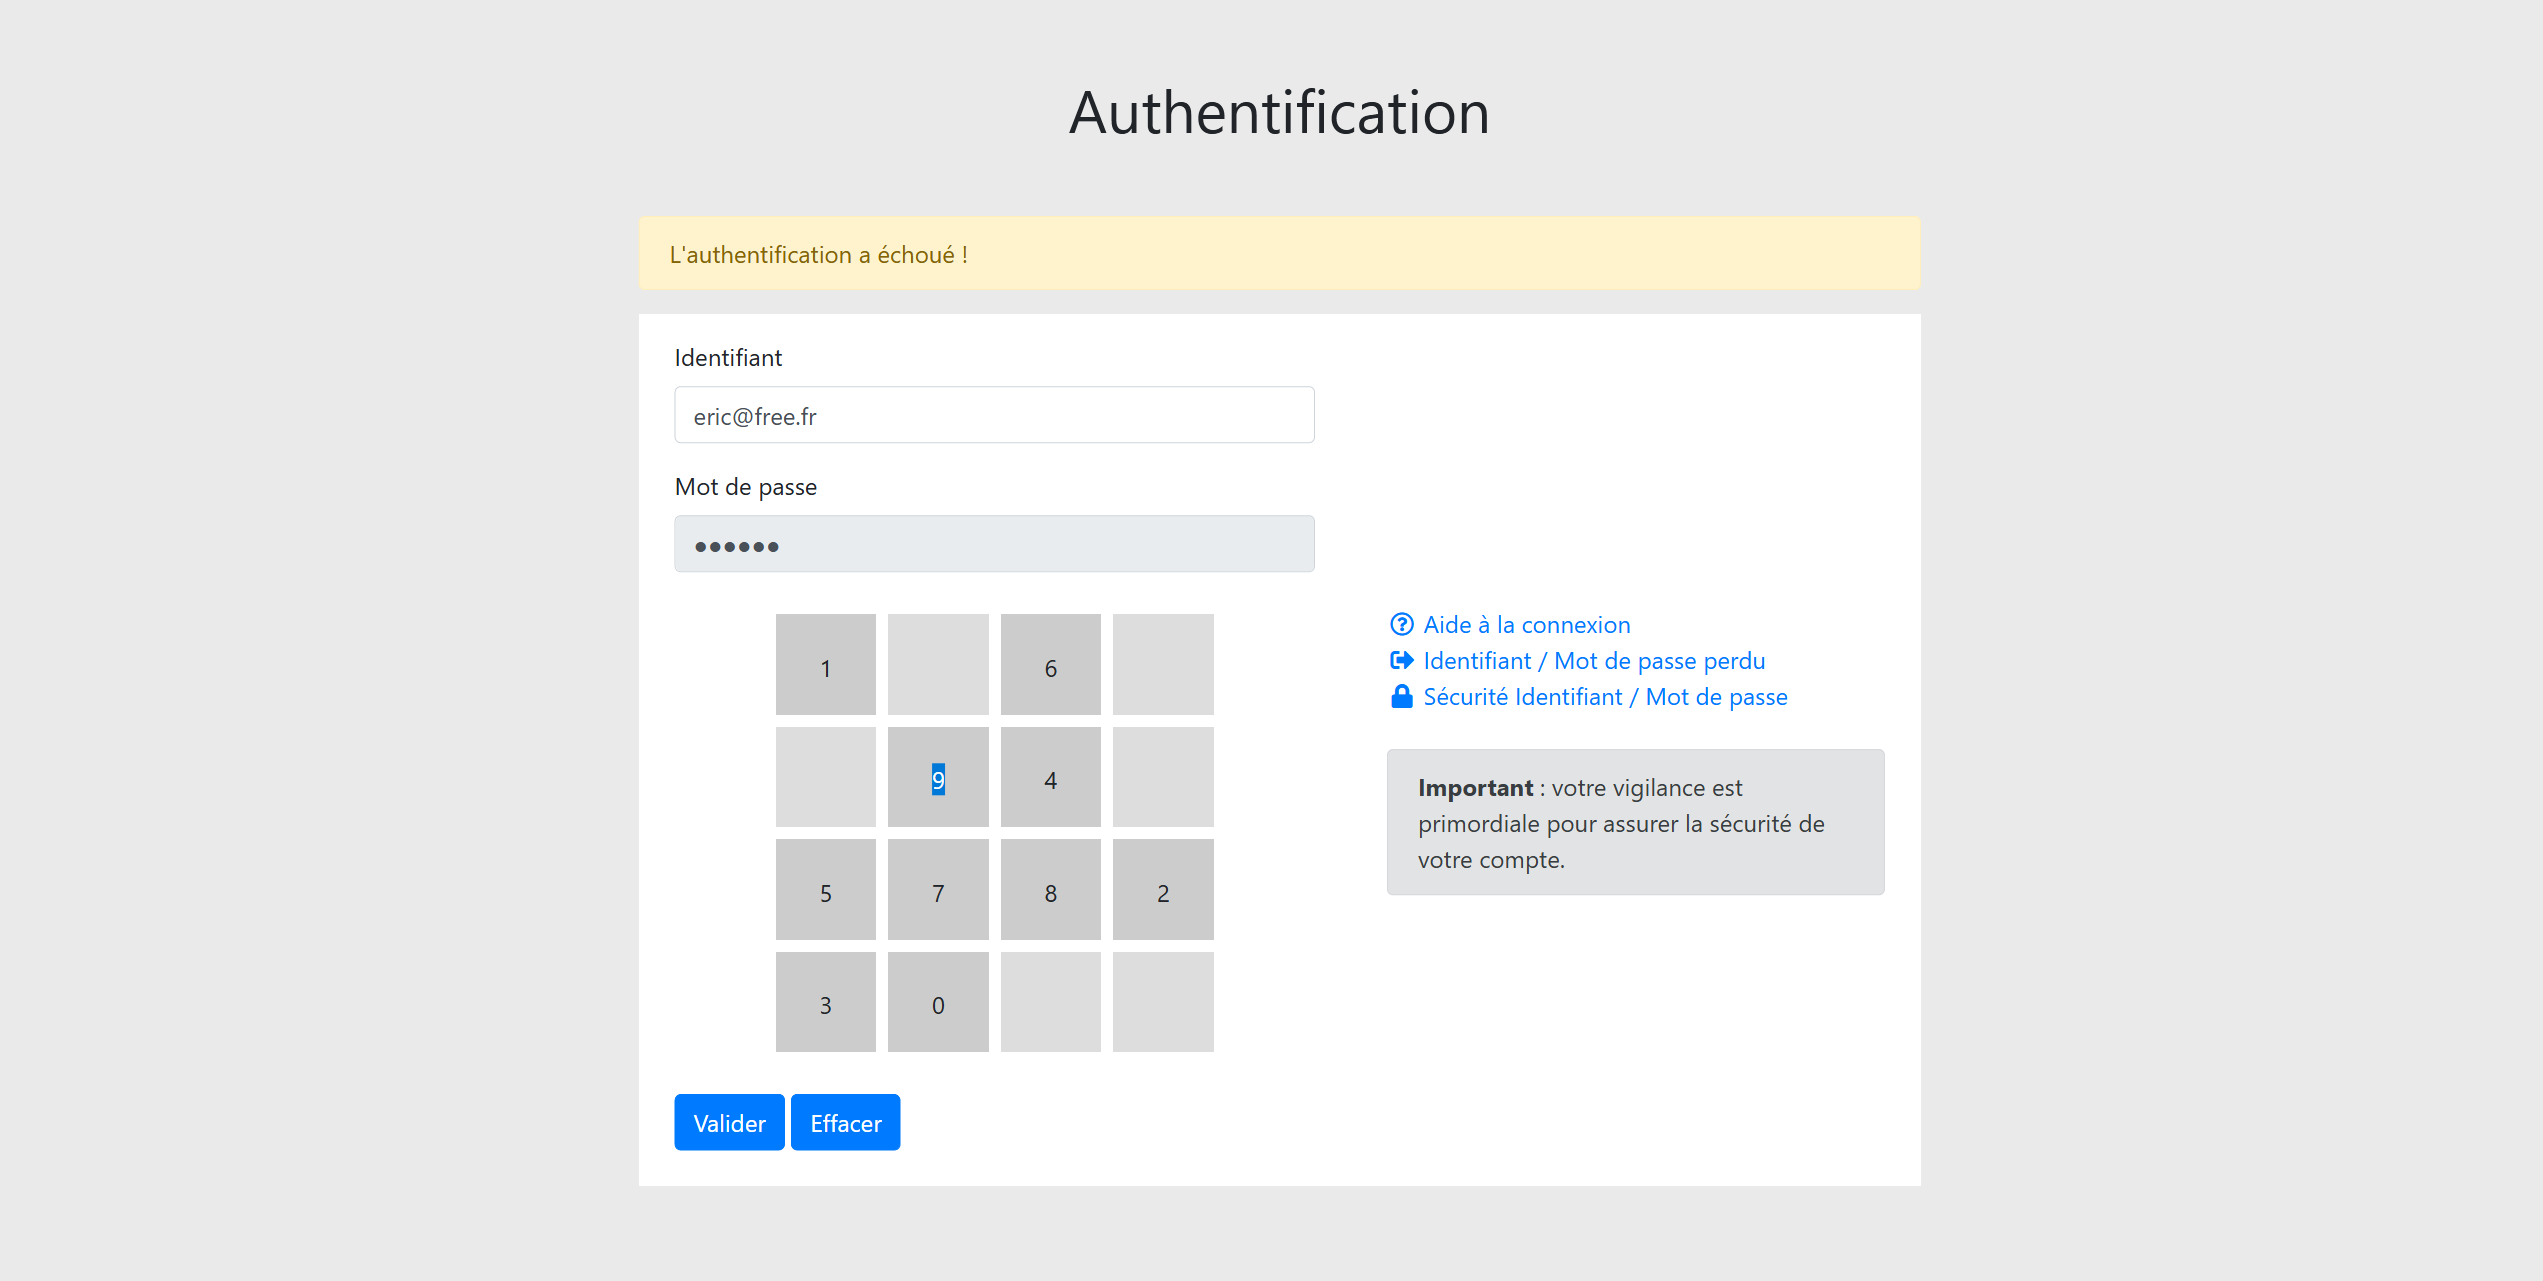 Authentification
L'authentification a échoué !
Identifiant
eric@free.fr
Mot de passe
●●●●●●
1 6
9 4
5 7 8 2
3 0
Aide à la connexion
Identifiant / Mot de passe perdu
Sécurité Identifiant / Mot de passe
Important : votre vigilance est
primordiale pour assurer la sécurité de
votre compte.
Valider Effacer